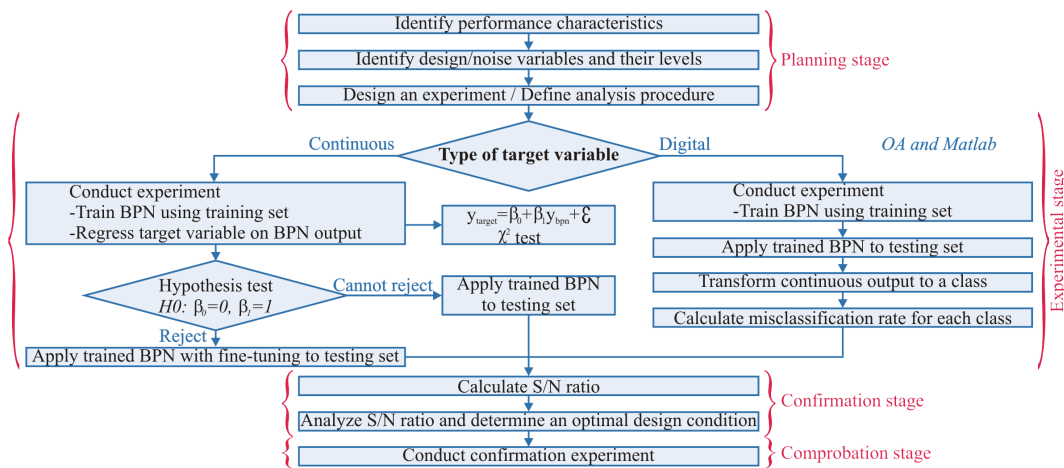 Identify performance characteristics
Identify design/noise variables and their levels
Planning stage
Design an experiment / Define analysis procedure
Continuous
Type of target variable
Digital
OA and Matlab
Conduct experiment
-Train BPN using training set
-Regress target variable on BPN output
y_target=β₀+β₁y_bpn+ℇ
χ² test
Conduct experiment
-Train BPN using training set
Apply trained BPN to testing set
Transform continuous output to a class
Calculate misclassification rate for each class
Experimental stage
Hypothesis test
H0: β₀=0, β₁=1
Cannot reject
Apply trained BPN
to testing set
Reject
Apply trained BPN with fine-tuning to testing set
Calculate S/N ratio
Confirmation stage
Analyze S/N ratio and determine an optimal design condition
Conduct confirmation experiment
Comprobation stage